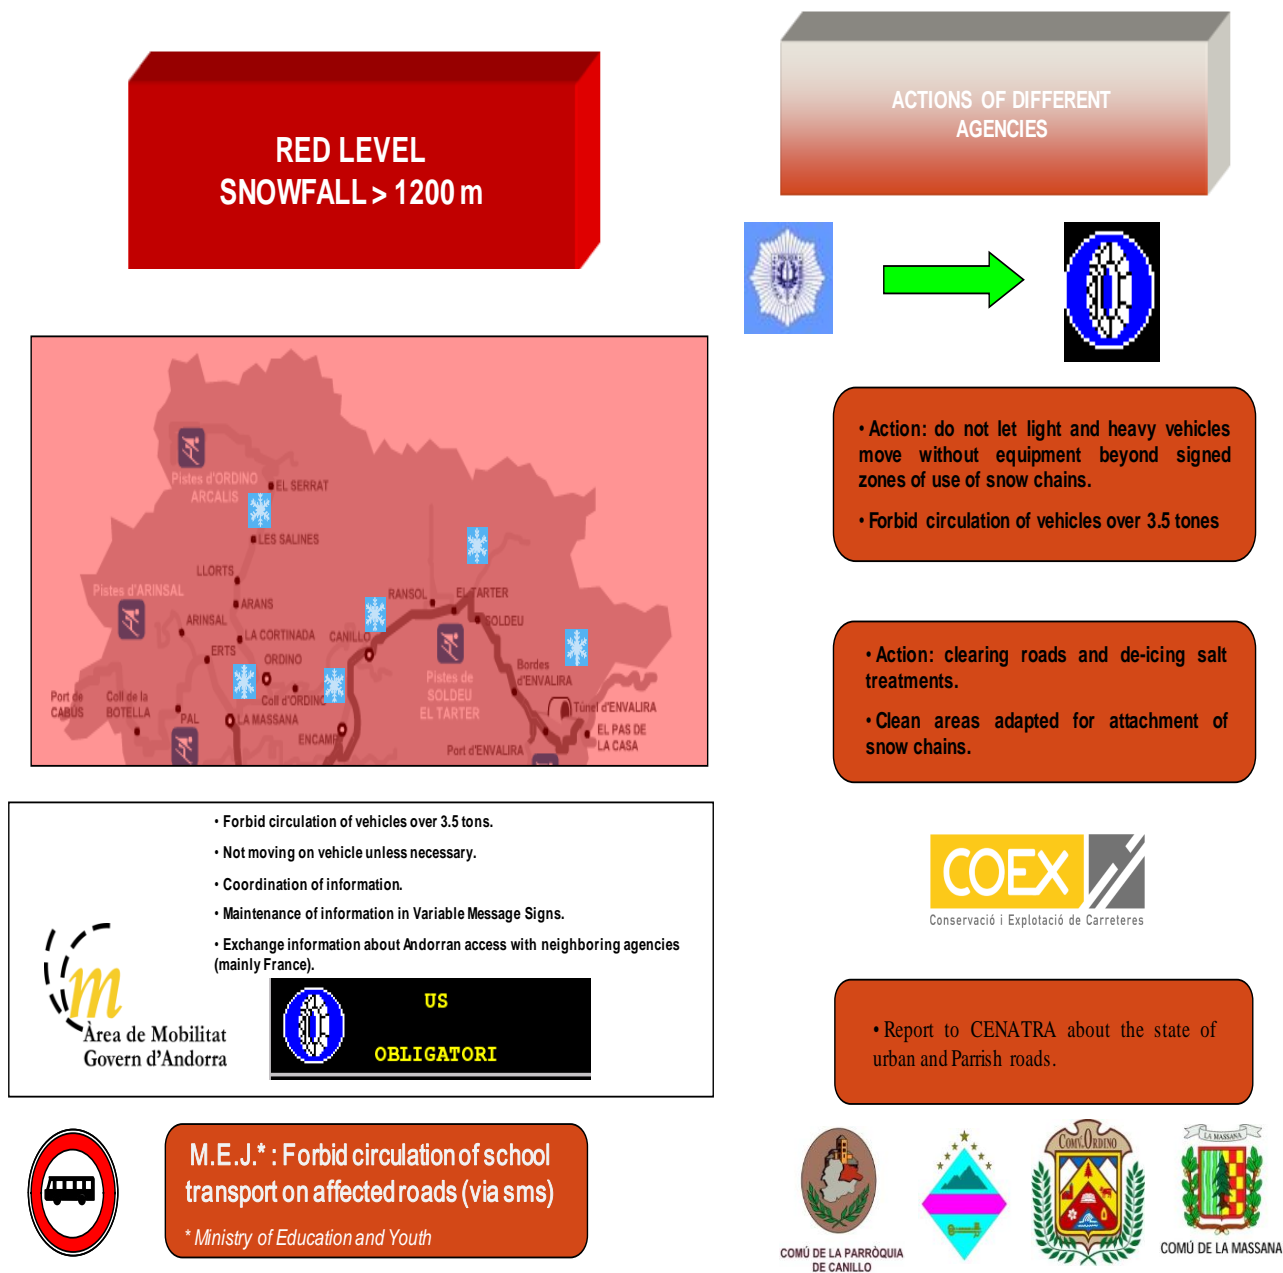 RED LEVEL
SNOWFALL > 1200 m
ACTIONS OF DIFFERENT
AGENCIES
Pistes d'ORDINO
ARCALIS
EL SERRAT
LES SALINES
LLORTS
Pistes d'ARINSAL
ARANS
ARINSAL
LA CORTINADA
ERTS
ORDINO
CANILLO
RANSOL
EL TARTER
SOLDEU
Pistes de
SOLDEU
EL TARTER
Bordes
d'ENVALIRA
Port de
CABÚS
Coll de la
BOTELLA
PAL
LA MASSANA
Coll d'ORDINO
ENCAMP
Túnel d'ENVALIRA
Port d'ENVALIRA
EL PAS DE
LA CASA
• Action: do not let light and heavy vehicles
move without equipment beyond signed
zones of use of snow chains.
• Forbid circulation of vehicles over 3.5 tones
• Action: clearing roads and de-icing salt
treatments.
• Clean areas adapted for attachment of
snow chains.
COEX
Conservació i Explotació de Carreteres
• Forbid circulation of vehicles over 3.5 tons.
• Not moving on vehicle unless necessary.
• Coordination of information.
• Maintenance of information in Variable Message Signs.
• Exchange information about Andorran access with neighboring agencies
(mainly France).
m
Àrea de Mobilitat
Govern d'Andorra
US
OBLIGATORI
• Report to CENATRA about the state of
urban and Parrish roads.
M.E.J.* : Forbid circulation of school
transport on affected roads (via sms)
* Ministry of Education and Youth
COMÚ DE LA PARRÒQUIA
DE CANILLO
COMV. ORDINO
LA MASSANA
COMÚ DE LA MASSANA